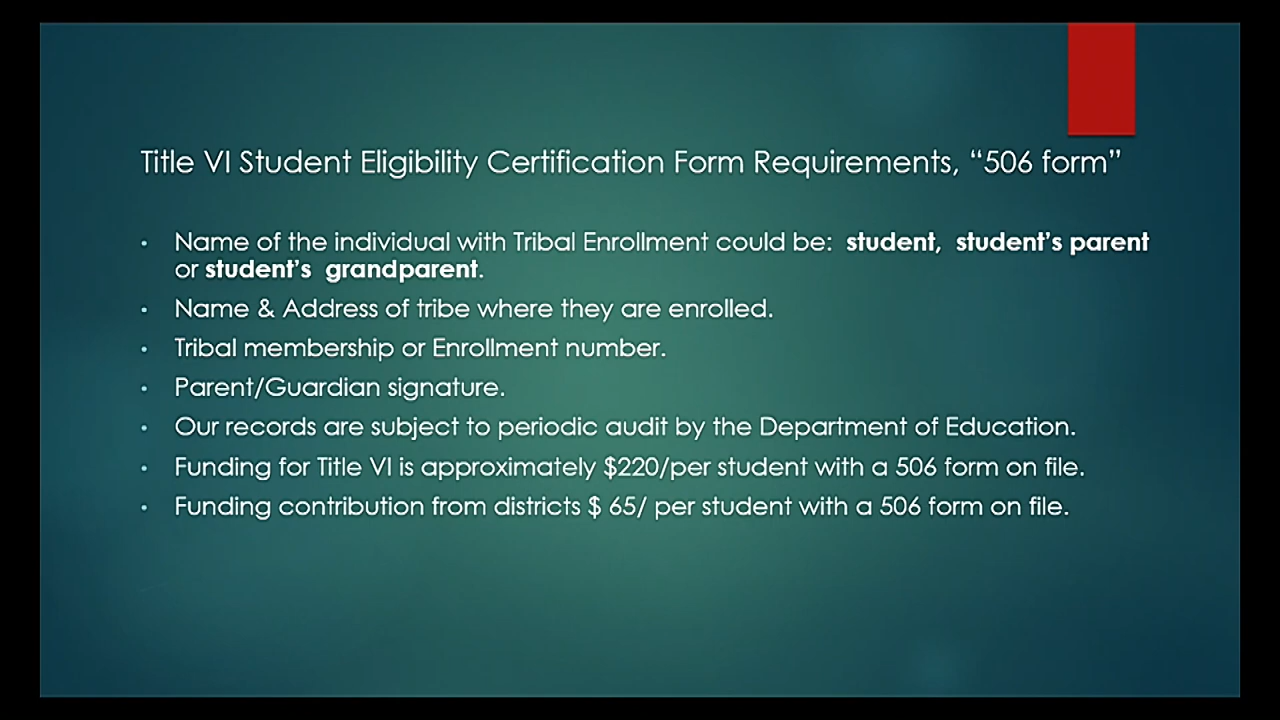 Title VI Student Eligibility Certification Form Requirements, “506 form”
• Name of the individual with Tribal Enrollment could be:  student,  student’s parent
or student’s  grandparent.
• Name & Address of tribe where they are enrolled.
• Tribal membership or Enrollment number.
• Parent/Guardian signature.
• Our records are subject to periodic audit by the Department of Education.
• Funding for Title VI is approximately $220/per student with a 506 form on file.
• Funding contribution from districts $ 65/ per student with a 506 form on file.